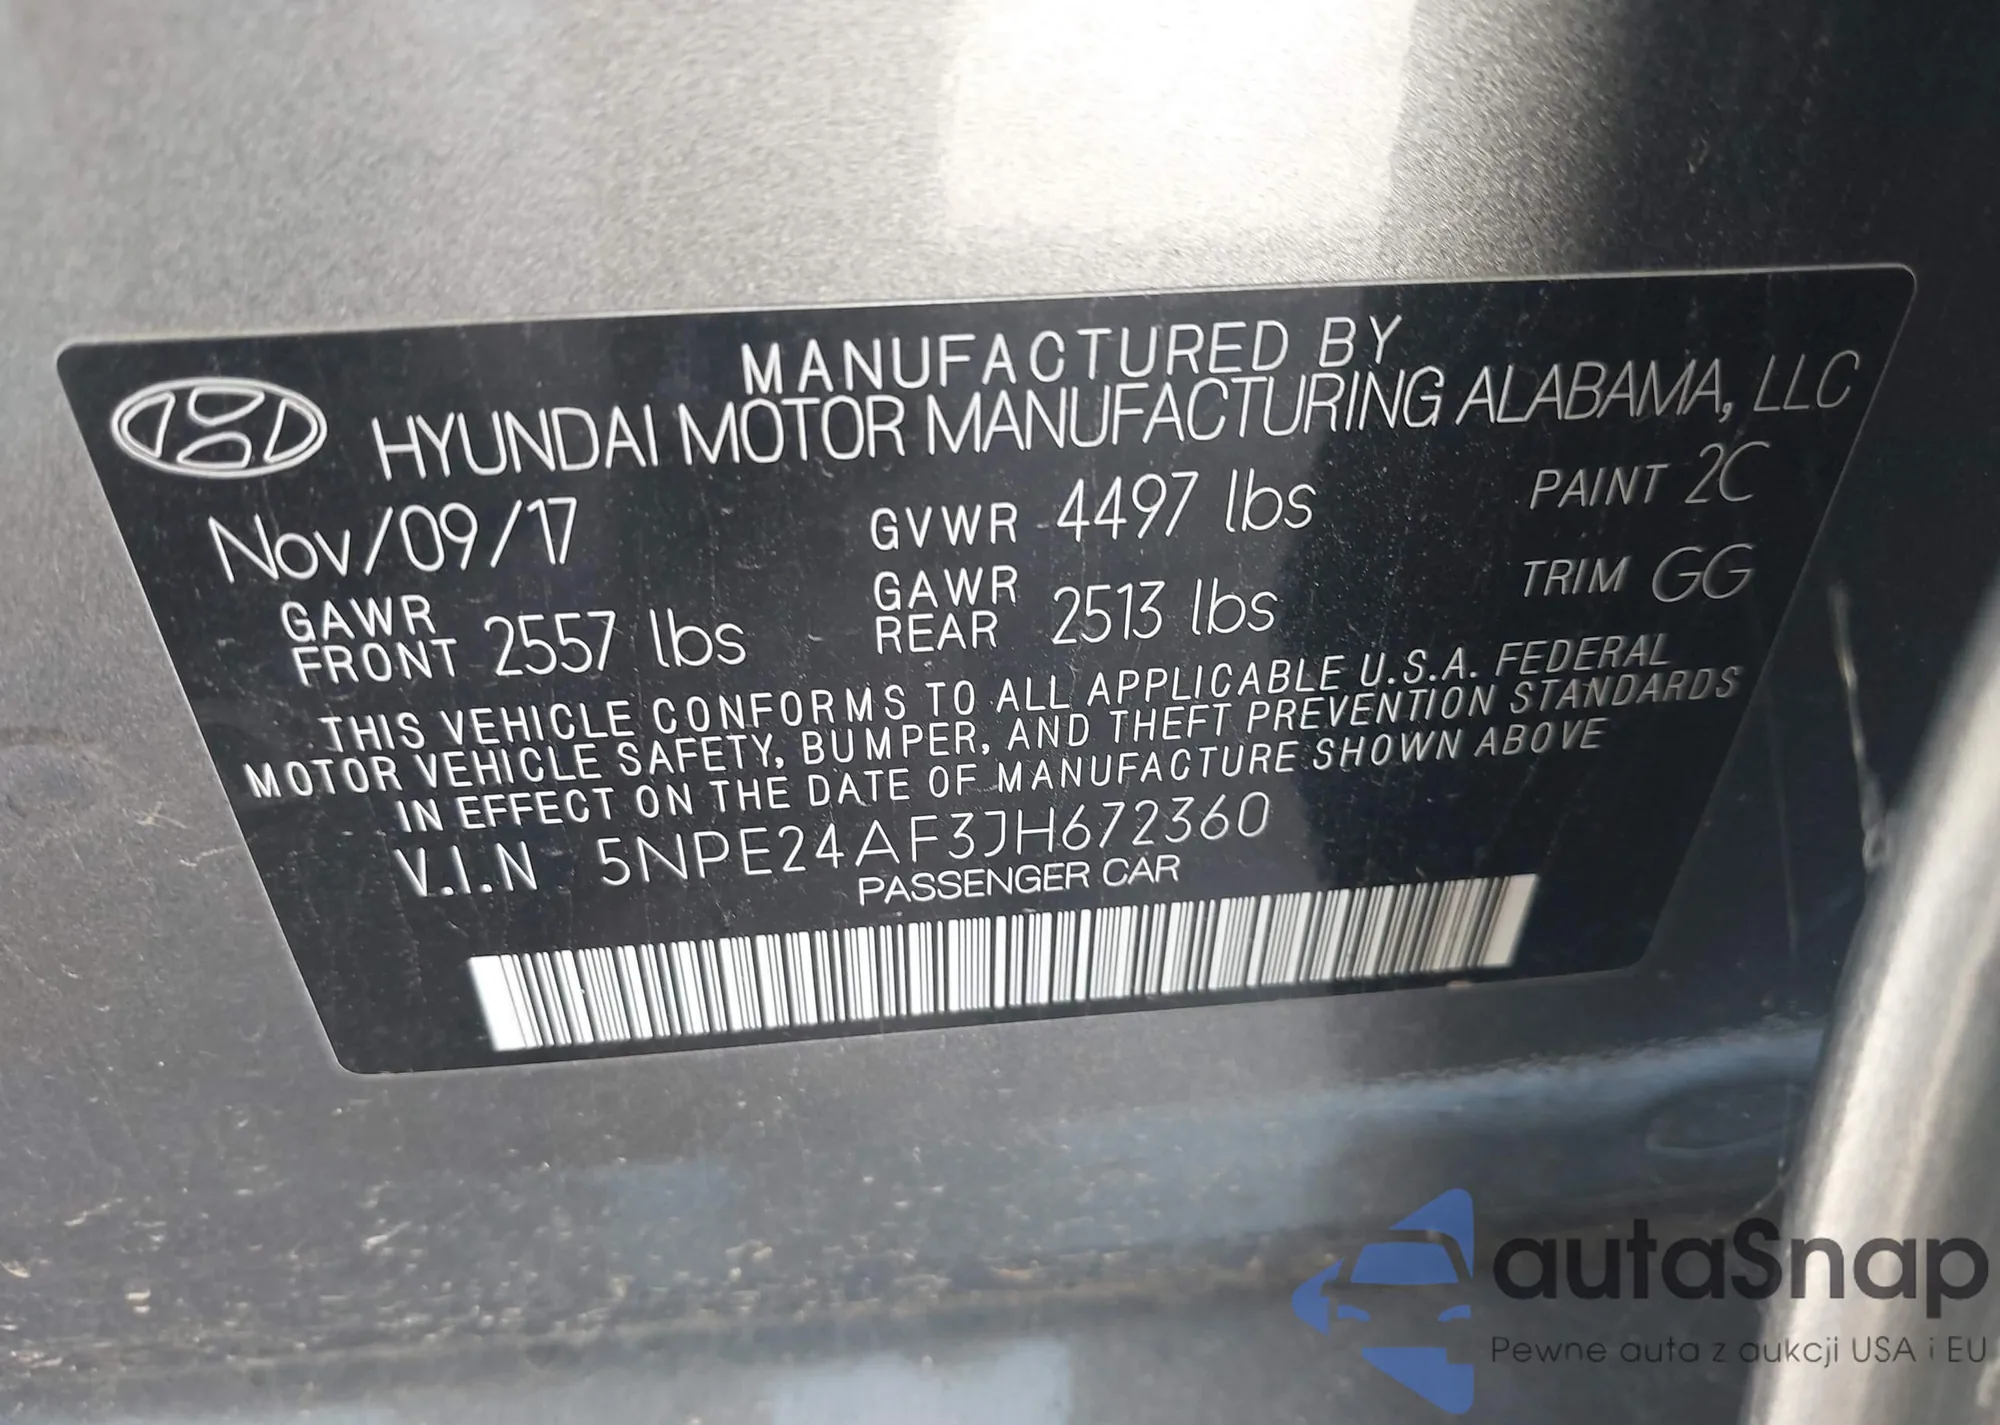 MANUFACTURED BY
HYUNDAI MOTOR MANUFACTURING ALABAMA, LLC
Nov/09/17 GVWR 4497 lbs PAINT 2C
GAWR FRONT 2557 lbs GAWR REAR 2513 lbs TRIM GG
THIS VEHICLE CONFORMS TO ALL APPLICABLE U.S.A. FEDERAL
MOTOR VEHICLE SAFETY, BUMPER, AND THEFT PREVENTION STANDARDS
IN EFFECT ON THE DATE OF MANUFACTURE SHOWN ABOVE
V.I.N 5NPE24AF3JH672360
PASSENGER CAR
autaSnap
Pewne auta z aukcji USA i EU